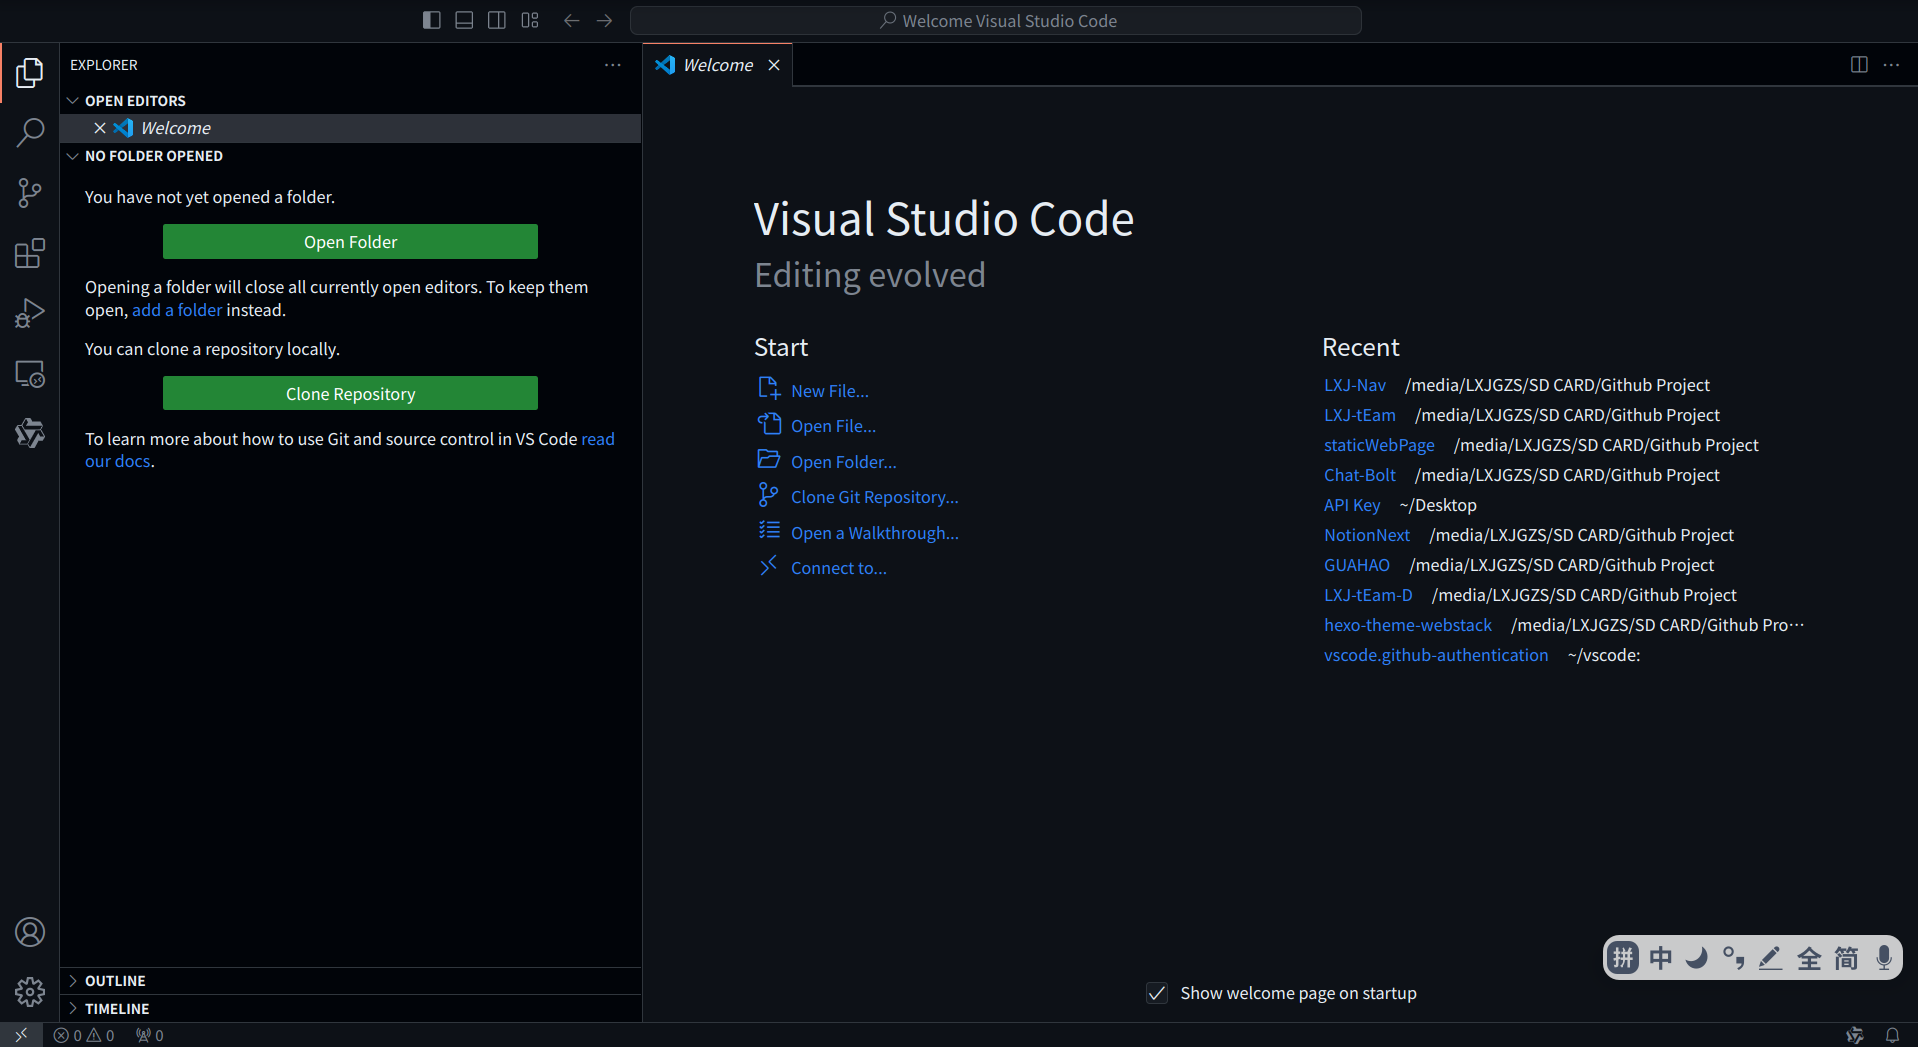 Welcome Visual Studio Code
EXPLORER
OPEN EDITORS
Welcome
NO FOLDER OPENED
You have not yet opened a folder.
Open Folder
Opening a folder will close all currently open editors. To keep them
open, add a folder instead.
You can clone a repository locally.
Clone Repository
To learn more about how to use Git and source control in VS Code read
our docs.
OUTLINE
TIMELINE
Welcome
Visual Studio Code
Editing evolved
Start
New File...
Open File...
Open Folder...
Clone Git Repository...
Open a Walkthrough...
Connect to...
Recent
LXJ-Nav /media/LXJGZS/SD CARD/Github Project
LXJ-tEam /media/LXJGZS/SD CARD/Github Project
staticWebPage /media/LXJGZS/SD CARD/Github Project
Chat-Bolt /media/LXJGZS/SD CARD/Github Project
API Key ~/Desktop
NotionNext /media/LXJGZS/SD CARD/Github Project
GUAHAO /media/LXJGZS/SD CARD/Github Project
LXJ-tEam-D /media/LXJGZS/SD CARD/Github Project
hexo-theme-webstack /media/LXJGZS/SD CARD/Github Pro…
vscode.github-authentication ~/vscode:
拼 中 °, 全 简
Show welcome page on startup
0 0 0